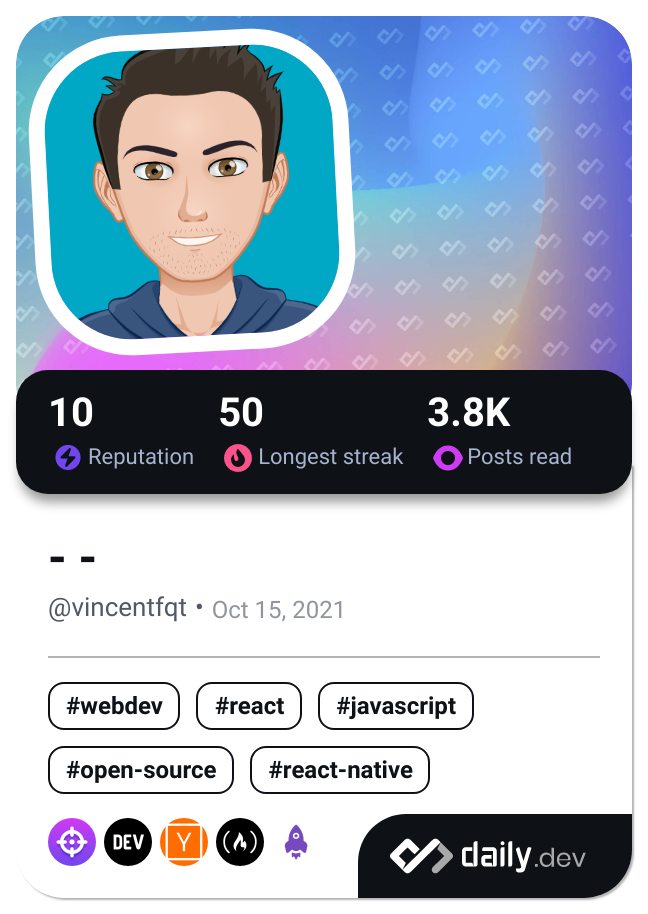 10 50 3.8K
Reputation Longest streak Posts read
- -
@vincentfqt • Oct 15, 2021
#webdev #react #javascript
#open-source #react-native
DEV Y daily.dev